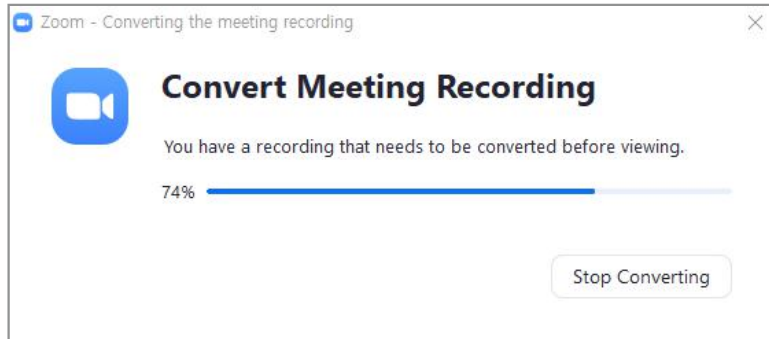 Zoom - Converting the meeting recording
Convert Meeting Recording
You have a recording that needs to be converted before viewing.
74%
Stop Converting